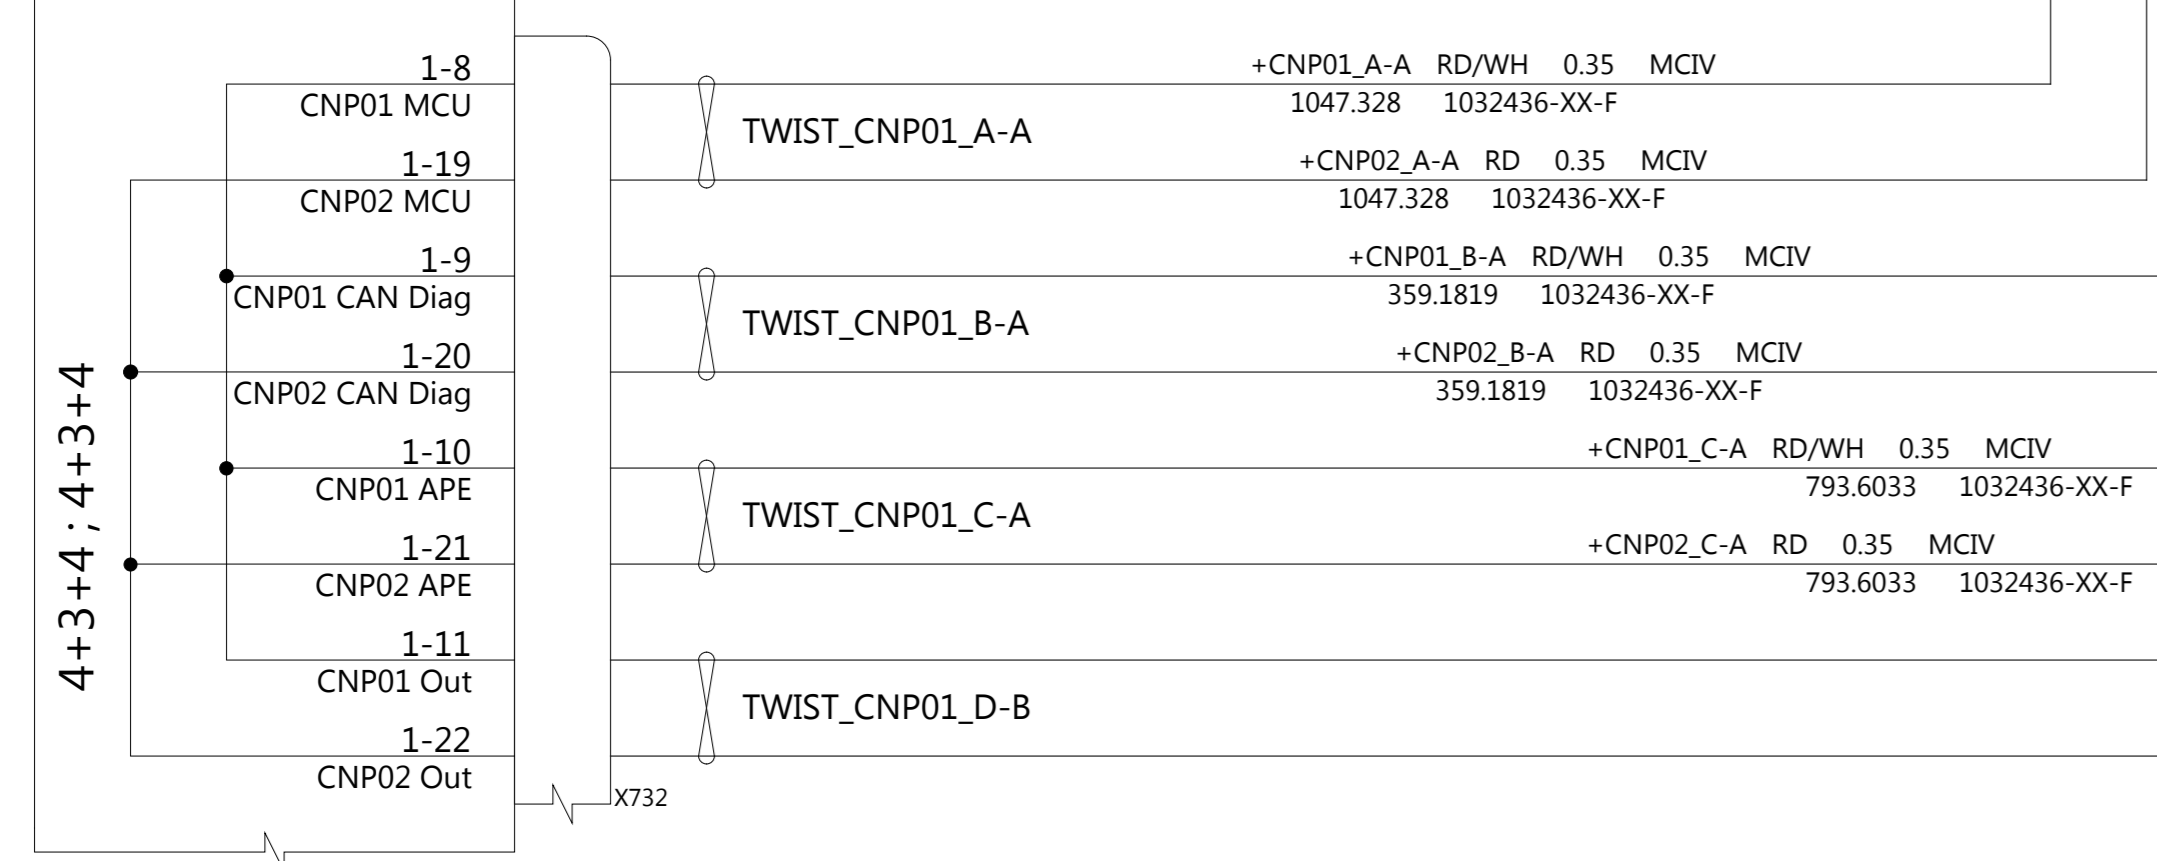 1-8
CNP01 MCU
+CNP01_A-A RD/WH 0.35 MCIV
1047.328 1032436-XX-F
TWIST_CNP01_A-A
1-19
CNP02 MCU
+CNP02_A-A RD 0.35 MCIV
1047.328 1032436-XX-F
1-9
CNP01 CAN Diag
+CNP01_B-A RD/WH 0.35 MCIV
359.1819 1032436-XX-F
TWIST_CNP01_B-A
1-20
CNP02 CAN Diag
+CNP02_B-A RD 0.35 MCIV
359.1819 1032436-XX-F
4+3+4 ; 4+3+4
1-10
CNP01 APE
+CNP01_C-A RD/WH 0.35 MCIV
793.6033 1032436-XX-F
TWIST_CNP01_C-A
1-21
CNP02 APE
+CNP02_C-A RD 0.35 MCIV
793.6033 1032436-XX-F
1-11
CNP01 Out
TWIST_CNP01_D-B
1-22
CNP02 Out
X732